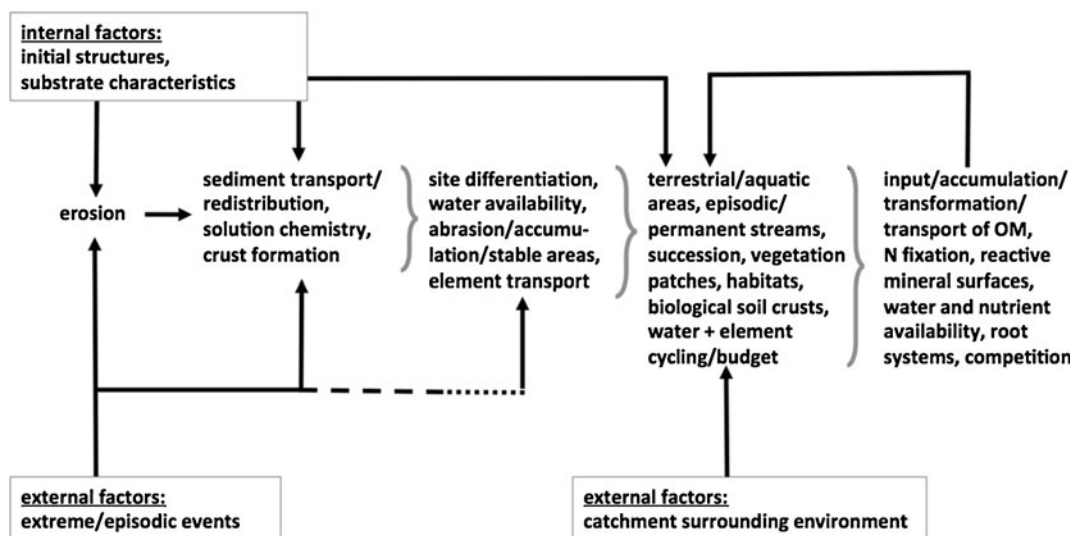 internal factors:
initial structures,
substrate characteristics
erosion
sediment transport/
redistribution,
solution chemistry,
crust formation
site differentiation,
water availability,
abrasion/accumu-
lation/stable areas,
element transport
terrestrial/aquatic
areas, episodic/
permanent streams,
succession, vegetation
patches, habitats,
biological soil crusts,
water + element
cycling/budget
input/accumulation/
transformation/
transport of OM,
N fixation, reactive
mineral surfaces,
water and nutrient
availability, root
systems, competition
external factors:
extreme/episodic events
external factors:
catchment surrounding environment